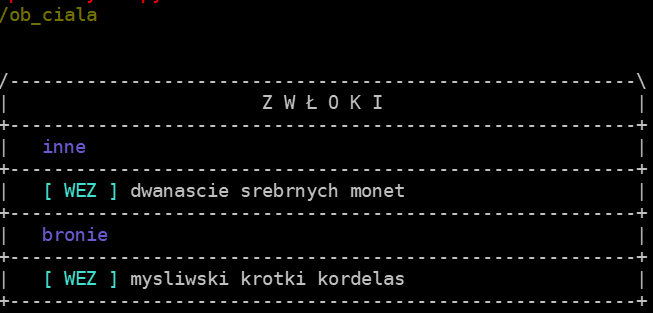 /ob_ciala
Z W Ł O K I
inne
[ WEZ ] dwanascie srebrnych monet
bronie
[ WEZ ] mysliwski krotki kordelas